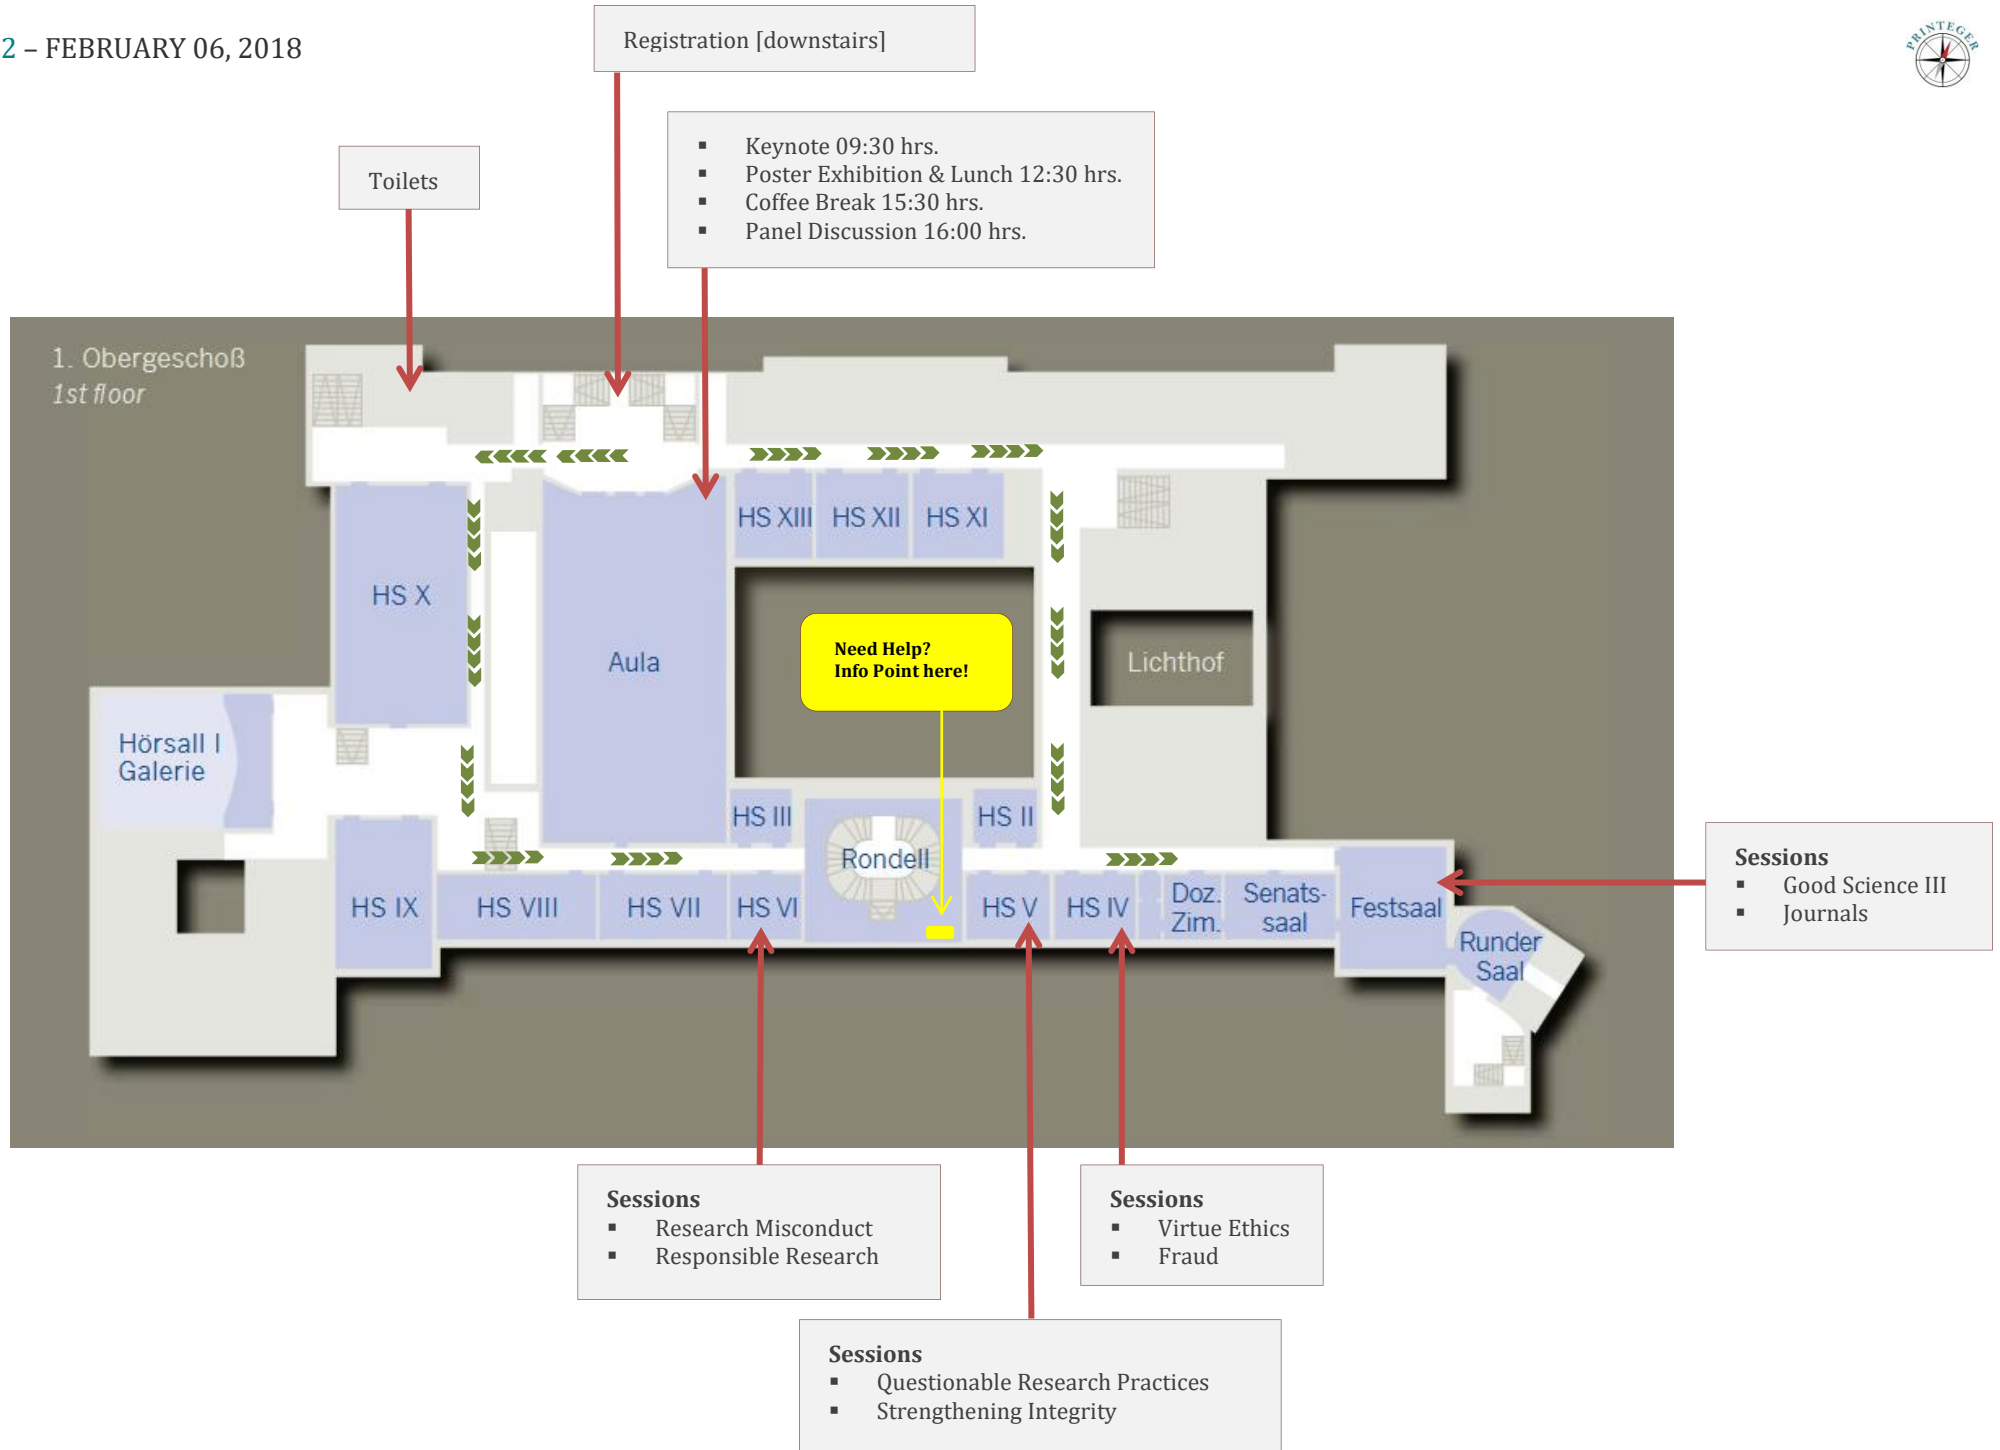 2 – FEBRUARY 06, 2018
PRINTEGER
Registration [downstairs]
▪ Keynote 09:30 hrs.
▪ Poster Exhibition & Lunch 12:30 hrs.
▪ Coffee Break 15:30 hrs.
▪ Panel Discussion 16:00 hrs.
Toilets
1. Obergeschoß
1st floor
HS XIII
HS XII
HS XI
HS X
Aula
Need Help?
Info Point here!
Lichthof
Hörsall I
Galerie
HS III
HS II
Rondell
HS IX
HS VIII
HS VII
HS VI
HS V
HS IV
Doz.
Zim.
Senats-
saal
Festsaal
Runder
Saal
Sessions
▪ Good Science III
▪ Journals
Sessions
▪ Research Misconduct
▪ Responsible Research
Sessions
▪ Virtue Ethics
▪ Fraud
Sessions
▪ Questionable Research Practices
▪ Strengthening Integrity